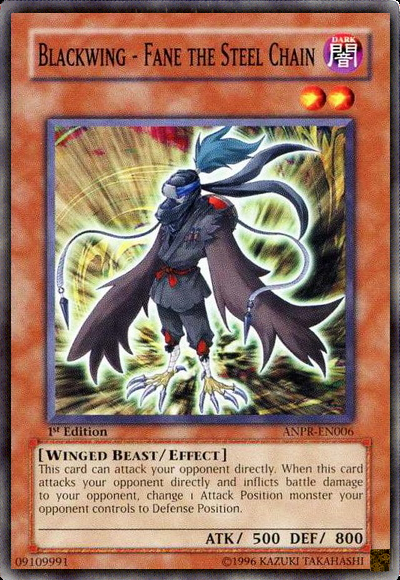 BLACKWING - FANE THE STEEL CHAIN
DARK
闇
1st Edition
ANPR-EN006
[WINGED BEAST/EFFECT]
This card can attack your opponent directly. When this card
attacks your opponent directly and inflicts battle damage
to your opponent, change 1 Attack Position monster your
opponent controls to Defense Position.
ATK/ 500 DEF/ 800
09109991
©1996 KAZUKI TAKAHASHI